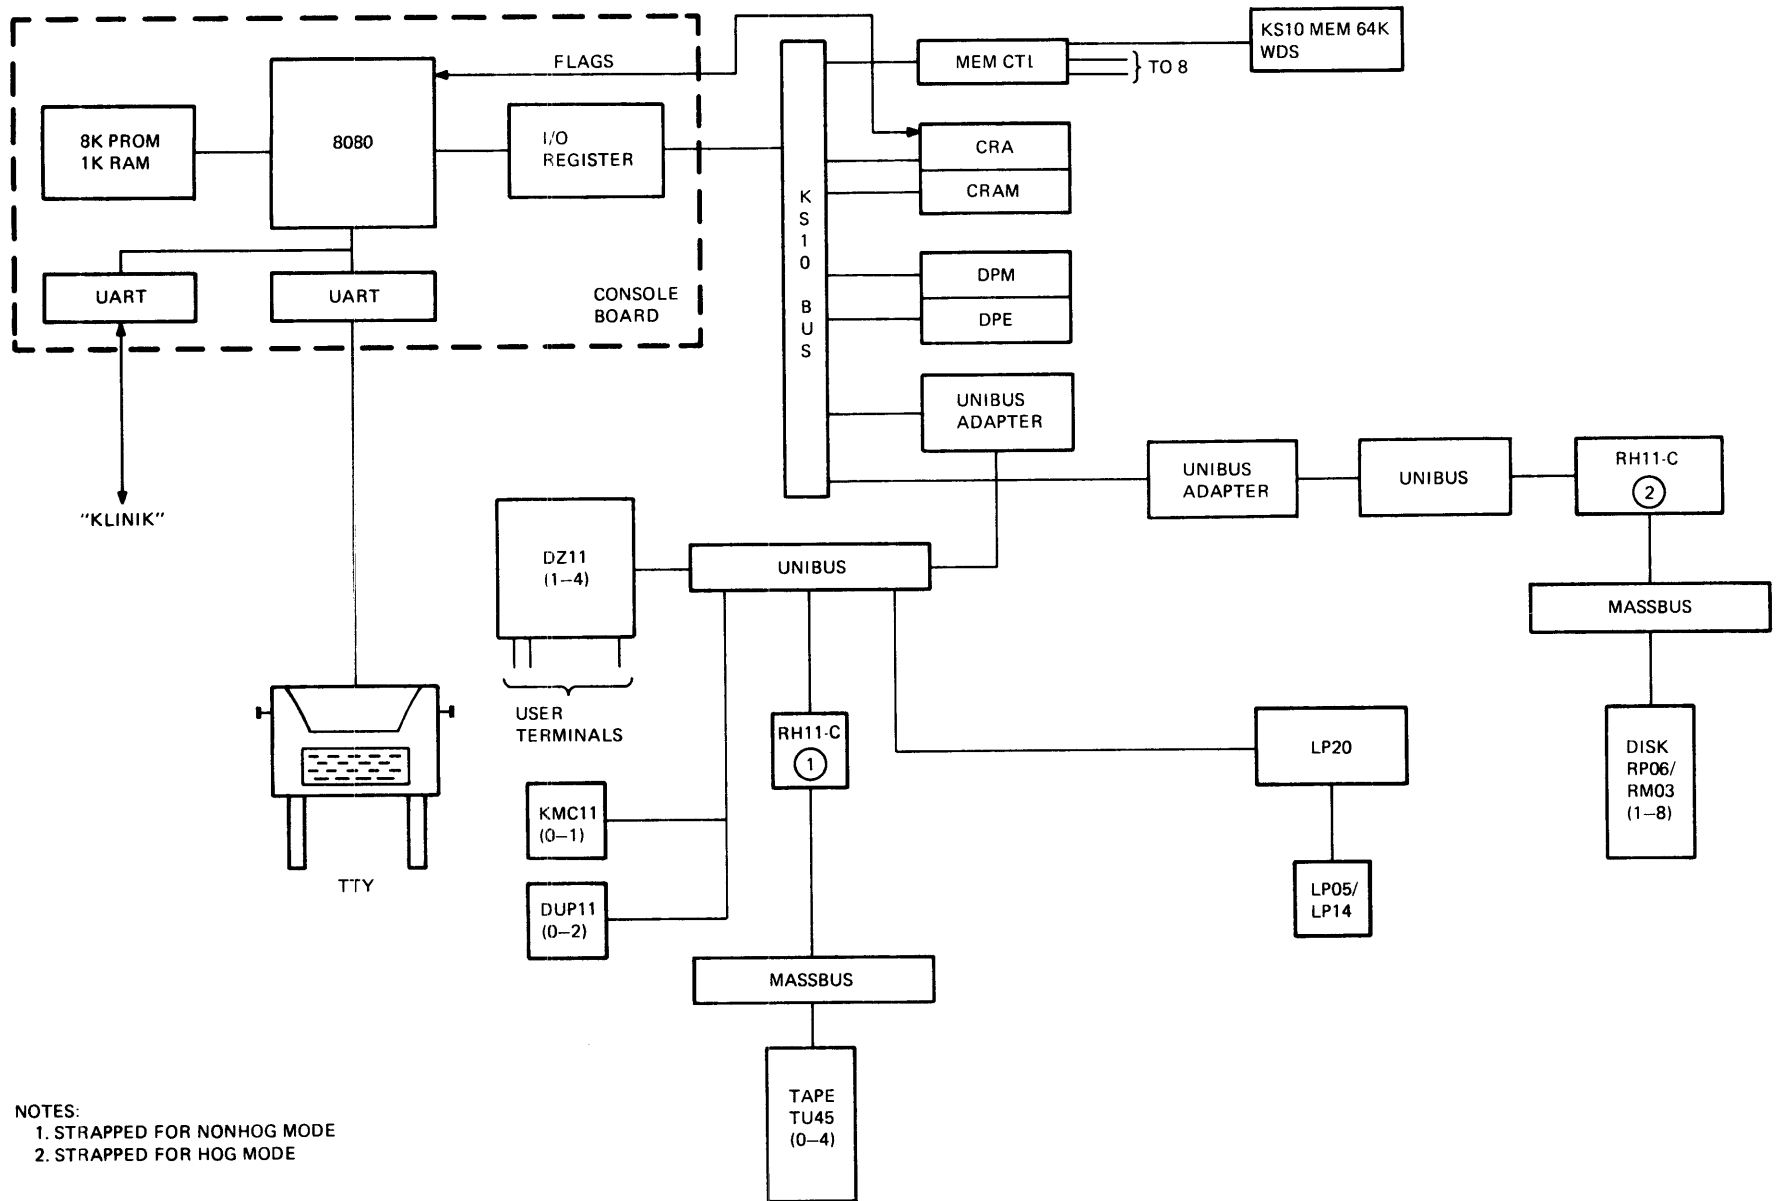 FLAGS
8K PROM
1K RAM
8080
I/O
REGISTER
UART
UART
CONSOLE
BOARD
"KLINIK"
TTY
KS10 BUS
MEM CTL
TO 8
KS10 MEM 64K
WDS
CRA
CRAM
DPM
DPE
UNIBUS
ADAPTER
UNIBUS
ADAPTER
UNIBUS
RH11-C
2
MASSBUS
DISK
RP06/
RM03
(1–8)
DZ11
(1–4)
USER
TERMINALS
UNIBUS
KMC11
(0–1)
DUP11
(0–2)
RH11-C
1
MASSBUS
TAPE
TU45
(0–4)
LP20
LP05/
LP14
NOTES:
1. STRAPPED FOR NONHOG MODE
2. STRAPPED FOR HOG MODE